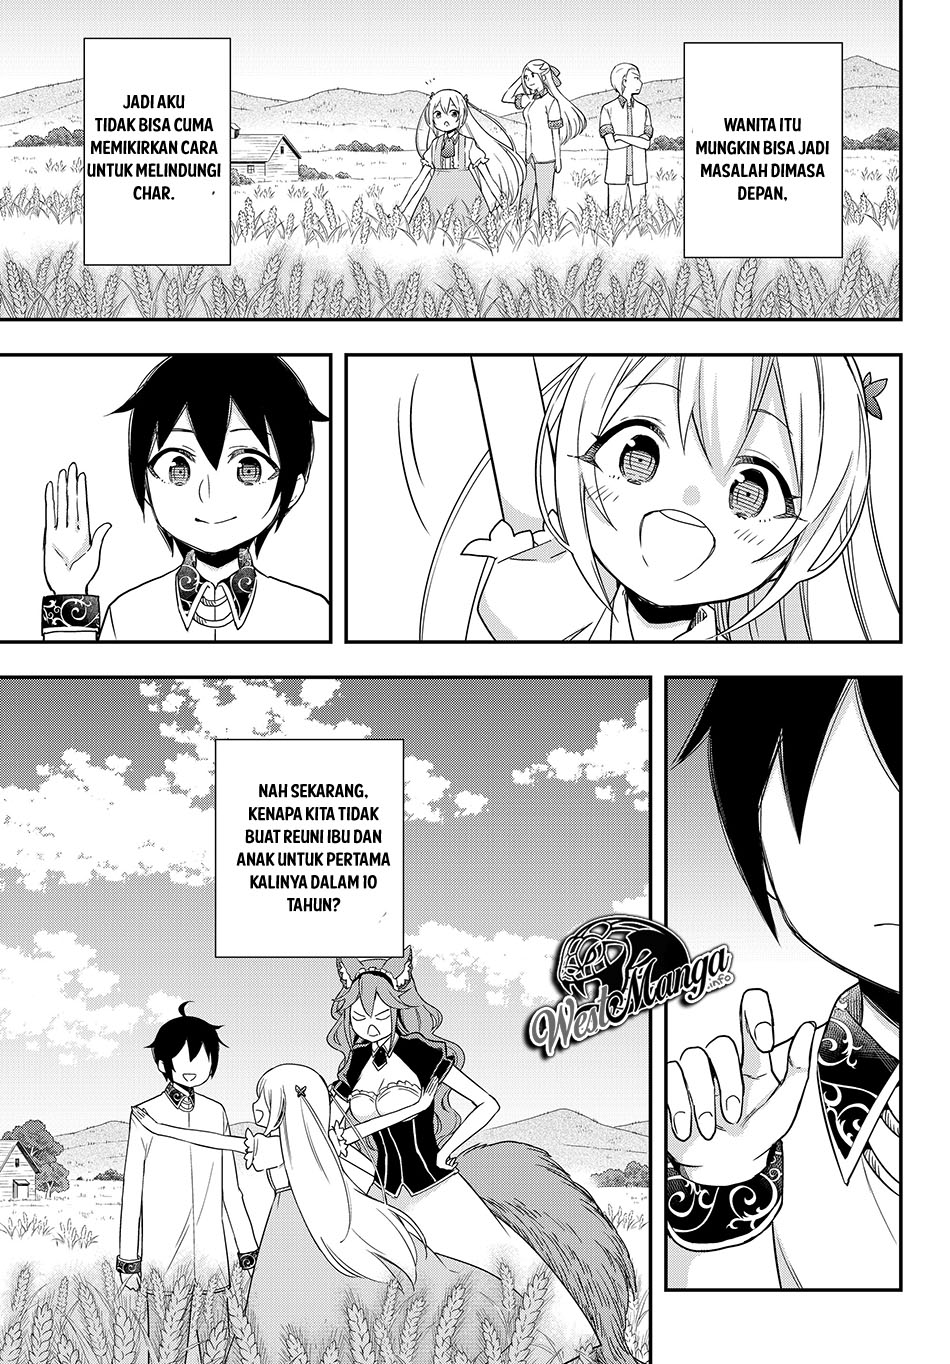 WANITA ITU
MUNGKIN BISA JADI
MASALAH DIMASA
DEPAN,
JADI AKU
TIDAK BISA CUMA
MEMIKIRKAN CARA
UNTUK MELINDUNGI
CHAR.
NAH SEKARANG,
KENAPA KITA TIDAK
BUAT REUNI IBU DAN
ANAK UNTUK PERTAMA
KALINYA DALAM 10
TAHUN?
WestManga
.info